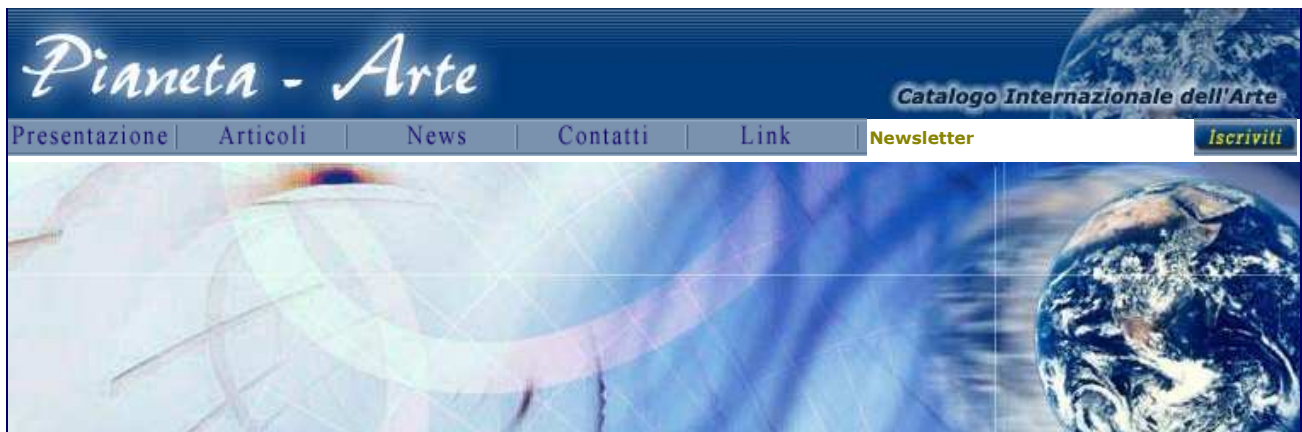 Pianeta - Arte
Catalogo Internazionale dell'Arte
Presentazione Articoli News Contatti Link Newsletter Iscriviti